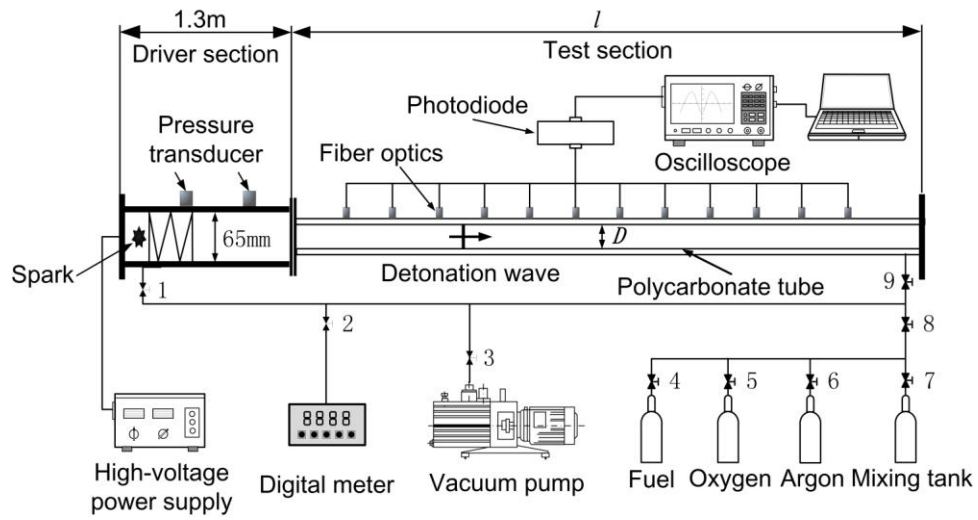 1.3m
l
Driver section
Test section
Photodiode
Pressure
transducer
Fiber optics
Oscilloscope
65mm
D
Spark
Detonation wave
Polycarbonate tube
1
9
2
8
3
4
5
6
7
8888
High-voltage
power supply
Digital meter
Vacuum pump
Fuel
Oxygen
Argon
Mixing tank